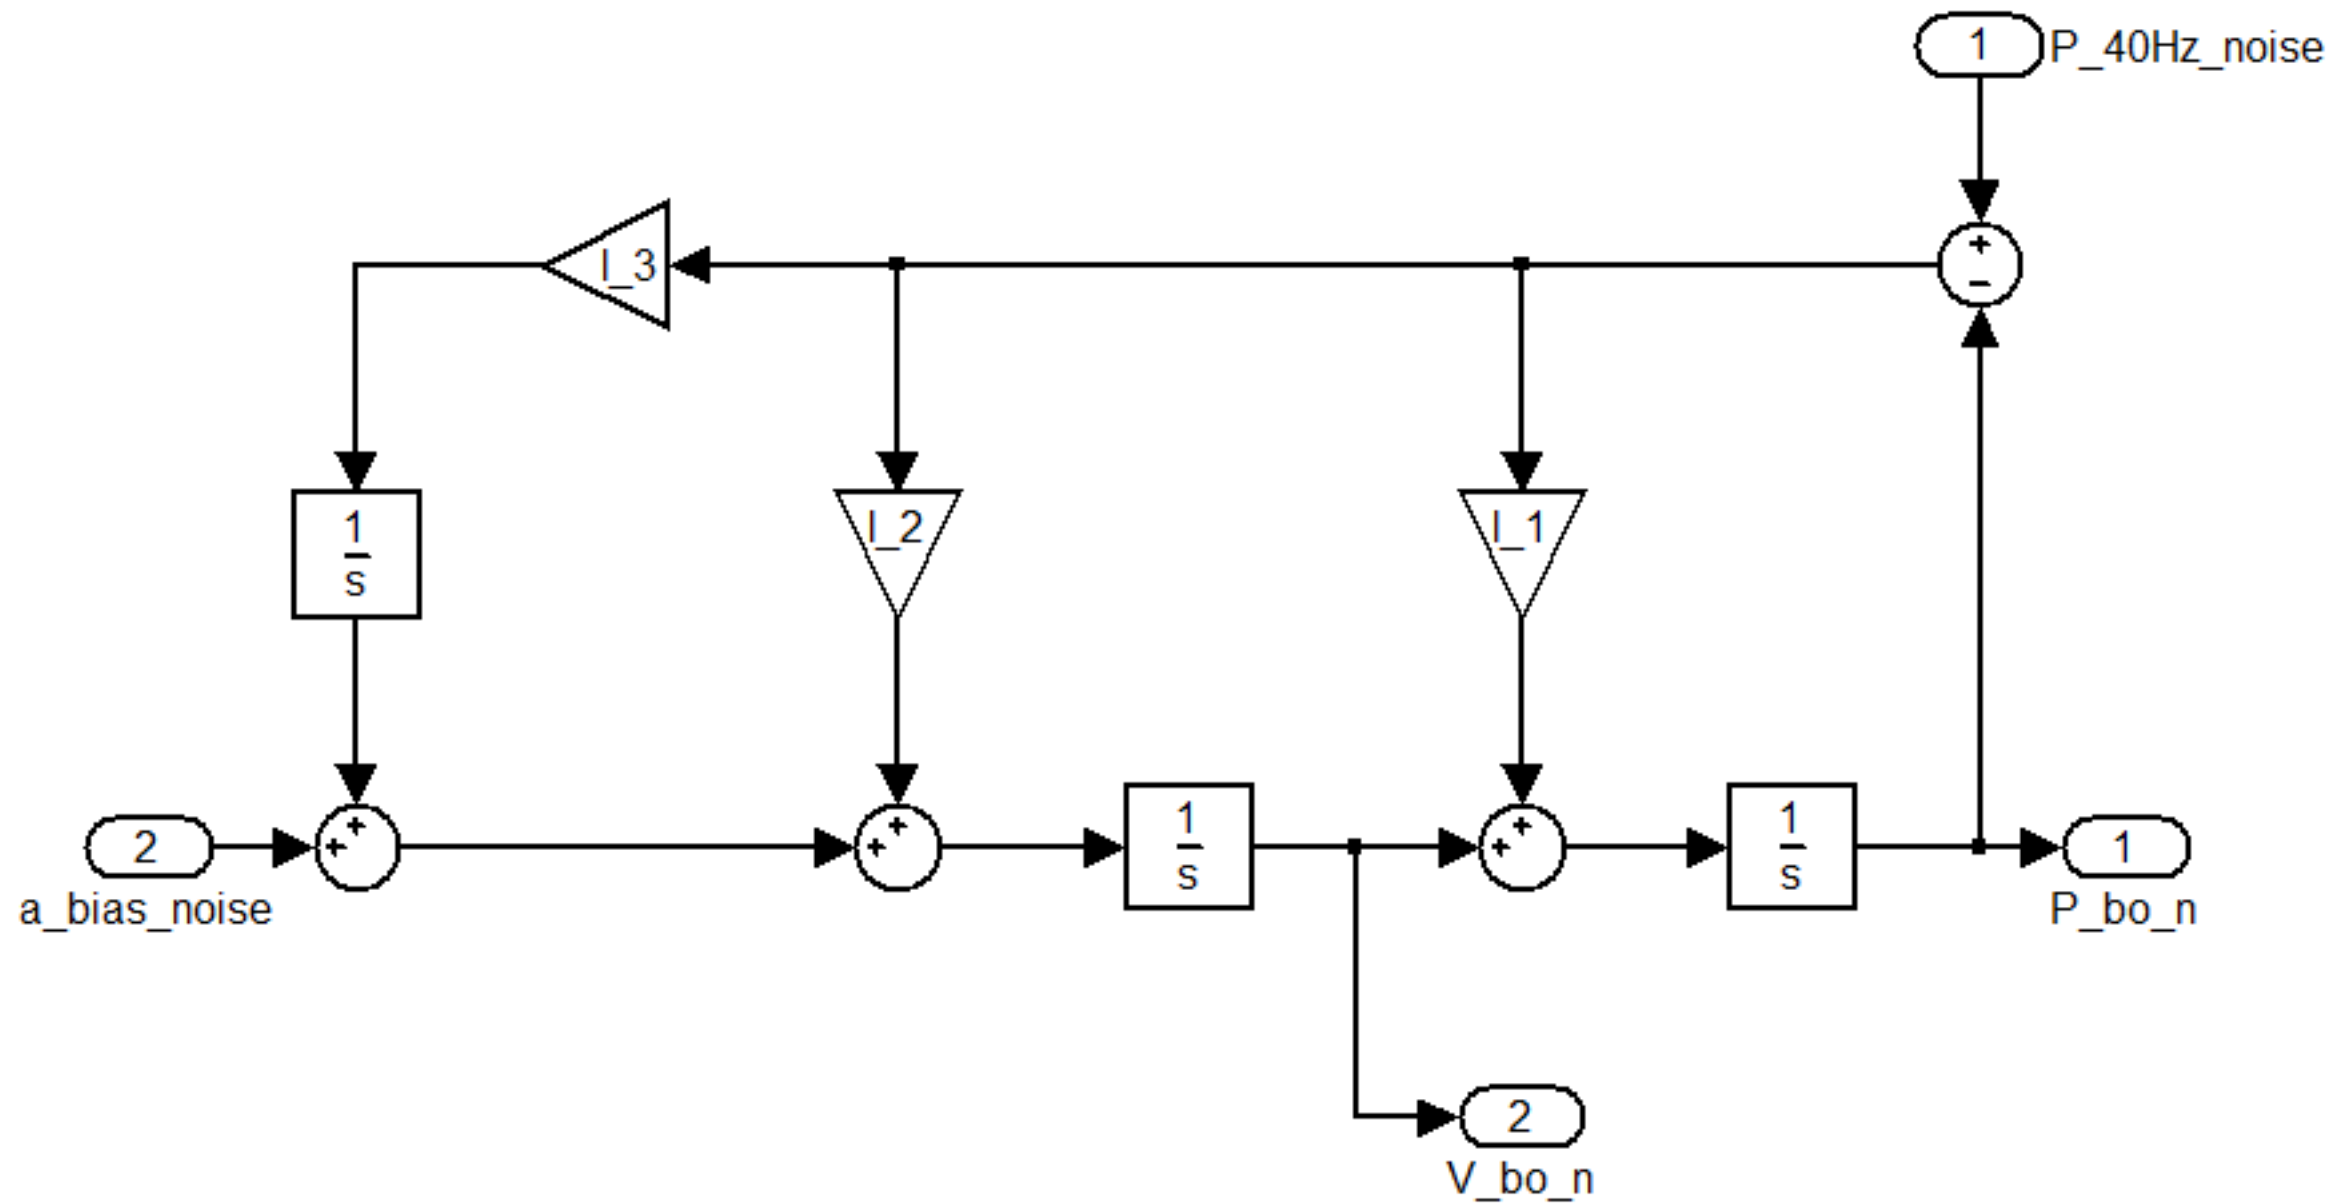 1
P_40Hz_noise
+
−
l_3
1
s
l_2
l_1
2
a_bias_noise
+
+
+
+
1
s
+
+
1
s
1
P_bo_n
2
V_bo_n